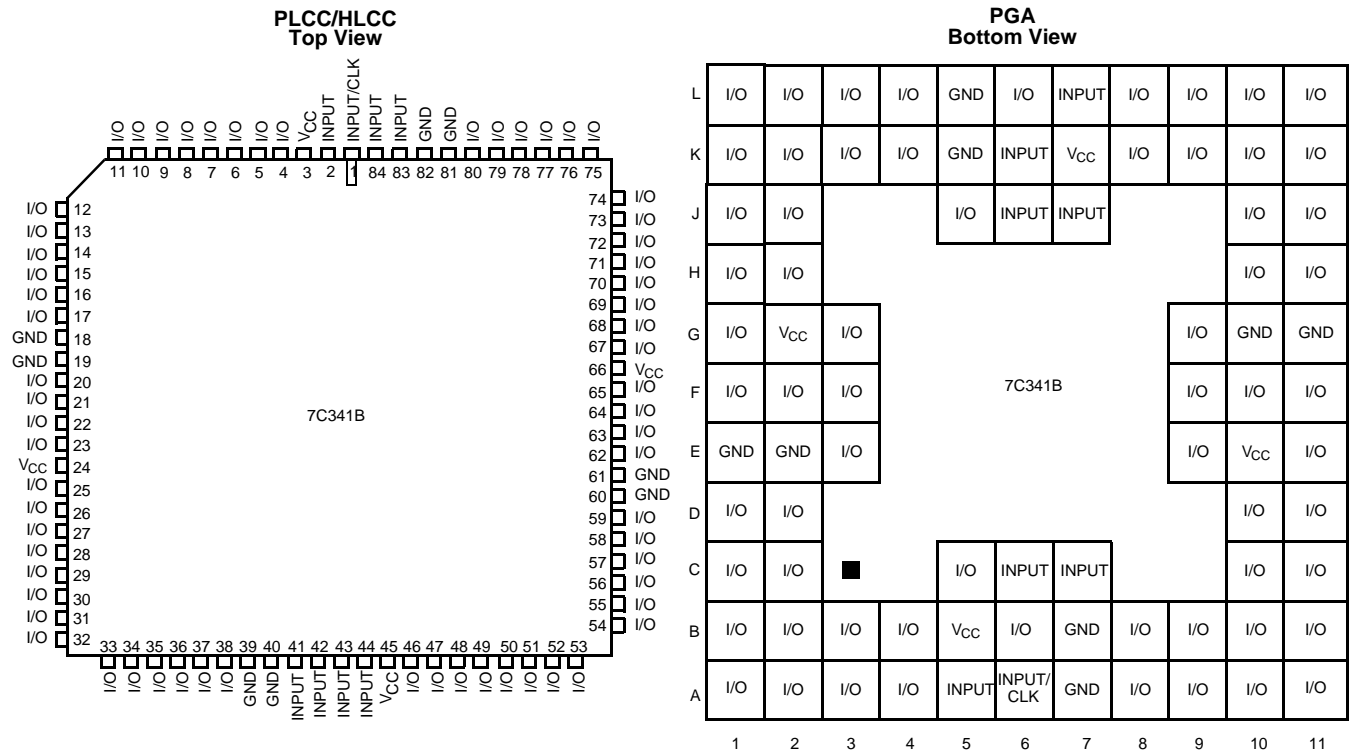 PLCC/HLCC
Top View
I/O I/O I/O I/O I/O I/O I/O I/O VCC INPUT INPUT/CLK INPUT INPUT GND GND I/O I/O I/O I/O I/O I/O
11 10 9 8 7 6 5 4 3 2 1 84 83 82 81 80 79 78 77 76 75
I/O 12
I/O 13
I/O 14
I/O 15
I/O 16
I/O 17
GND 18
GND 19
I/O 20
I/O 21
I/O 22
I/O 23
VCC 24
I/O 25
I/O 26
I/O 27
I/O 28
I/O 29
I/O 30
I/O 31
I/O 32
7C341B
74 I/O
73 I/O
72 I/O
71 I/O
70 I/O
69 I/O
68 I/O
67 I/O
66 VCC
65 I/O
64 I/O
63 I/O
62 I/O
61 GND
60 GND
59 I/O
58 I/O
57 I/O
56 I/O
55 I/O
54 I/O
33 34 35 36 37 38 39 40 41 42 43 44 45 46 47 48 49 50 51 52 53
I/O I/O I/O I/O I/O I/O GND GND INPUT INPUT INPUT INPUT VCC I/O I/O I/O I/O I/O I/O I/O I/O
PGA
Bottom View
L I/O I/O I/O I/O GND I/O INPUT I/O I/O I/O I/O
K I/O I/O I/O I/O GND INPUT VCC I/O I/O I/O I/O
J I/O I/O I/O INPUT INPUT I/O I/O
H I/O I/O I/O I/O
G I/O VCC I/O I/O GND GND
F I/O I/O I/O 7C341B I/O I/O I/O
E GND GND I/O I/O VCC I/O
D I/O I/O I/O I/O
C I/O I/O I/O INPUT INPUT I/O I/O
B I/O I/O I/O I/O VCC I/O GND I/O I/O I/O I/O
A I/O I/O I/O I/O INPUT INPUT/CLK GND I/O I/O I/O I/O
1 2 3 4 5 6 7 8 9 10 11